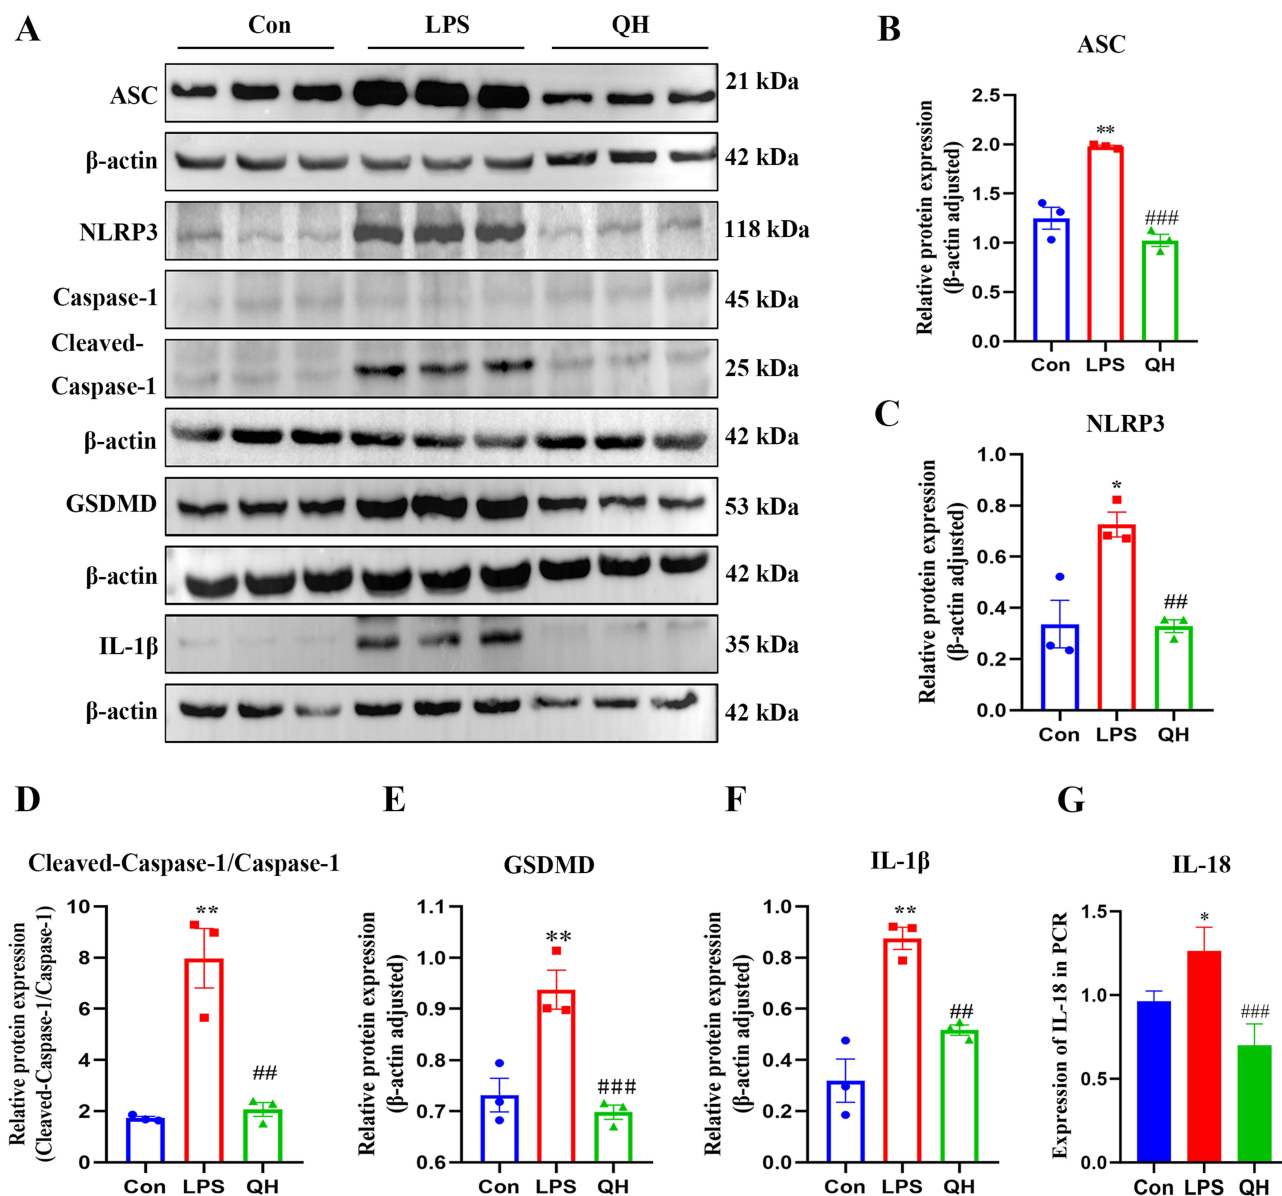 A
Con LPS QH
ASC 21 kDa
β-actin 42 kDa
NLRP3 118 kDa
Caspase-1 45 kDa
Cleaved-
Caspase-1 25 kDa
β-actin 42 kDa
GSDMD 53 kDa
β-actin 42 kDa
IL-1β 35 kDa
β-actin 42 kDa
B
ASC
Relative protein expression
(β-actin adjusted)
2.5
2.0
1.5
1.0
0.5
0.0
**
###
Con LPS QH
C
NLRP3
Relative protein expression
(β-actin adjusted)
1.0
0.8
0.6
0.4
0.2
0.0
*
##
Con LPS QH
D
Cleaved-Caspase-1/Caspase-1
Relative protein expression
(Cleaved-Caspase-1/Caspase-1)
10
8
6
4
2
0
**
##
Con LPS QH
E
GSDMD
Relative protein expression
(β-actin adjusted)
1.1
1.0
0.9
0.8
0.7
0.6
**
###
Con LPS QH
F
IL-1β
Relative protein expression
(β-actin adjusted)
1.0
0.8
0.6
0.4
0.2
0.0
**
##
Con LPS QH
G
IL-18
Expression of IL-18 in PCR
1.5
1.0
0.5
0.0
*
###
Con LPS QH